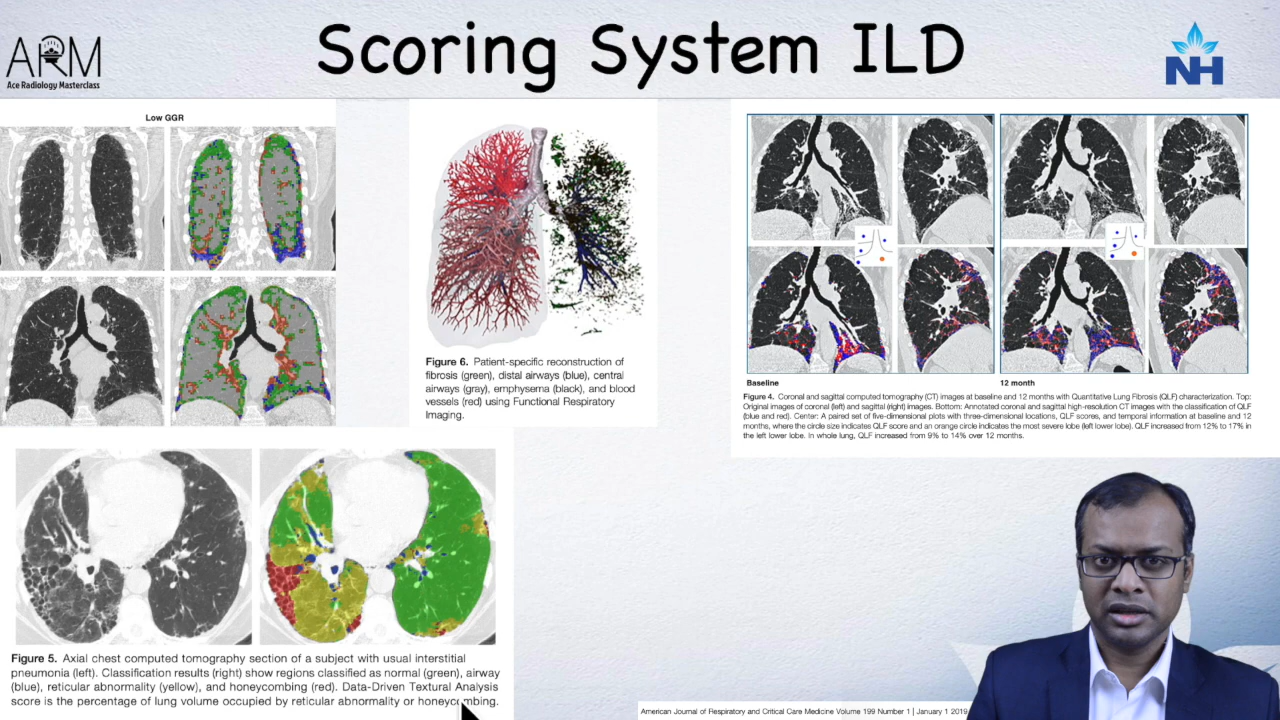 Scoring System ILD
ARM
Ace Radiology Masterclass
NH
Low GGR
Figure 6. Patient-specific reconstruction of
fibrosis (green), distal airways (blue), central
airways (gray), emphysema (black), and blood
vessels (red) using Functional Respiratory
Imaging.
Baseline
12 month
Figure 4. Coronal and sagittal computed tomography (CT) images at baseline and 12 months with Quantitative Lung Fibrosis (QLF) characterization. Top:
Original images of coronal (left) and sagittal (right) images. Bottom: Annotated coronal and sagittal high-resolution CT images with the classification of QLF
(blue and red). Center: A paired set of five-dimensional plots with three-dimensional locations, QLF scores, and temporal information at baseline and 12
months, where the circle size indicates QLF score and an orange circle indicates the most severe lobe (left lower lobe). QLF increased from 12% to 17% in
the left lower lobe. In whole lung, QLF increased from 9% to 14% over 12 months.
Figure 5. Axial chest computed tomography section of a subject with usual interstitial
pneumonia (left). Classification results (right) show regions classified as normal (green), airway
(blue), reticular abnormality (yellow), and honeycombing (red). Data-Driven Textural Analysis
score is the percentage of lung volume occupied by reticular abnormality or honeycombing.
American Journal of Respiratory and Critical Care Medicine Volume 199 Number 1 | January 1 2019